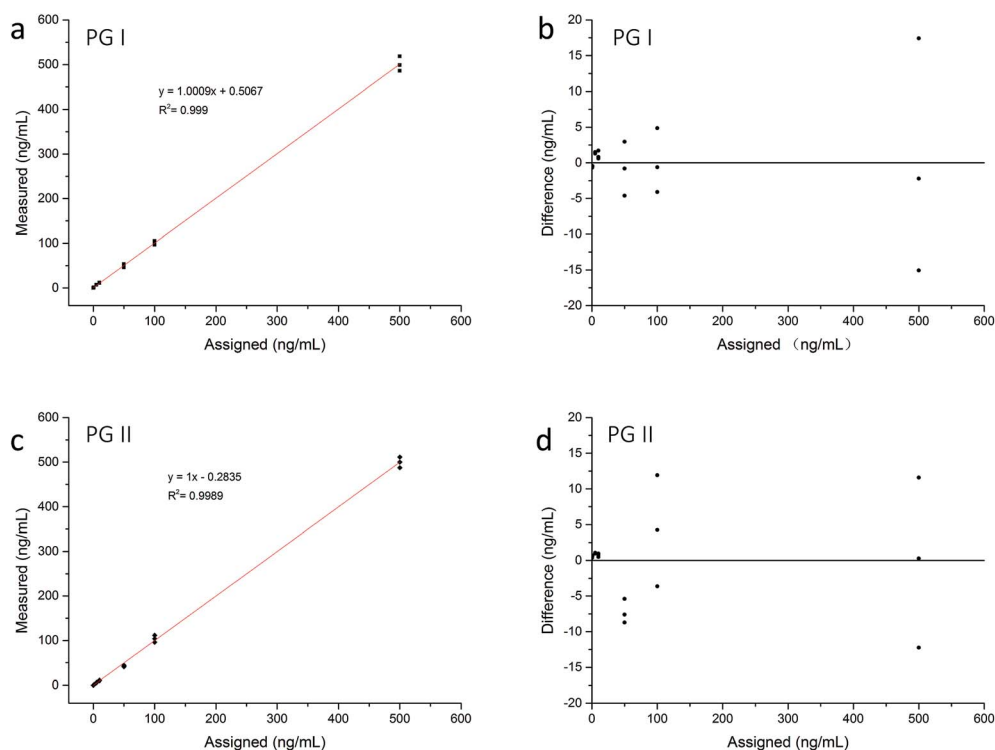 a
PG I
y = 1.0009x + 0.5067
R²= 0.999
600
500
400
300
200
100
0
Measured (ng/mL)
0 100 200 300 400 500 600
Assigned (ng/mL)
b
PG I
20
15
10
5
0
-5
-10
-15
-20
Difference (ng/mL)
0 100 200 300 400 500 600
Assigned （ng/mL）
c
PG II
y = 1x - 0.2835
R²= 0.9989
600
500
400
300
200
100
0
Measured (ng/mL)
0 100 200 300 400 500 600
Assigned (ng/mL)
d
PG II
20
15
10
5
0
-5
-10
-15
-20
Difference (ng/mL)
0 100 200 300 400 500 600
Assigned (ng/mL)